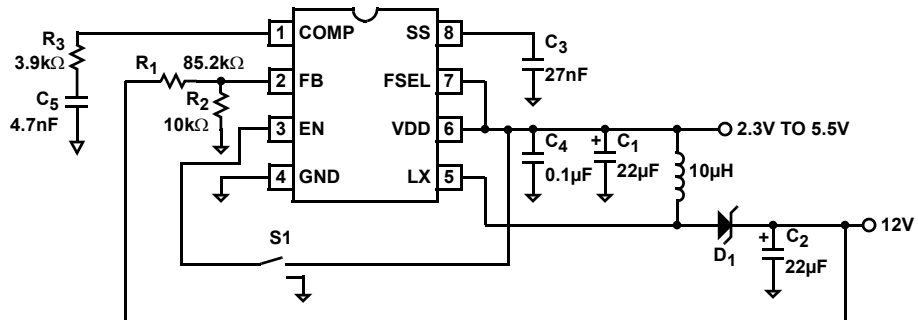 R3
3.9kΩ
C5
4.7nF
R1
85.2kΩ
R2
10kΩ
1 COMP
2 FB
3 EN
4 GND
SS 8
FSEL 7
VDD 6
LX 5
C3
27nF
C4
0.1µF
+ C1
22µF
10µH
2.3V TO 5.5V
12V
D1
+ C2
22µF
S1